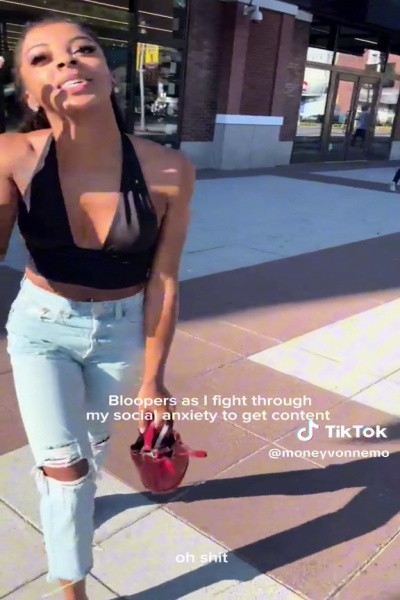 Bloopers as I fight through
my social anxiety to get content
TikTok
@moneyvonnemo
oh shit